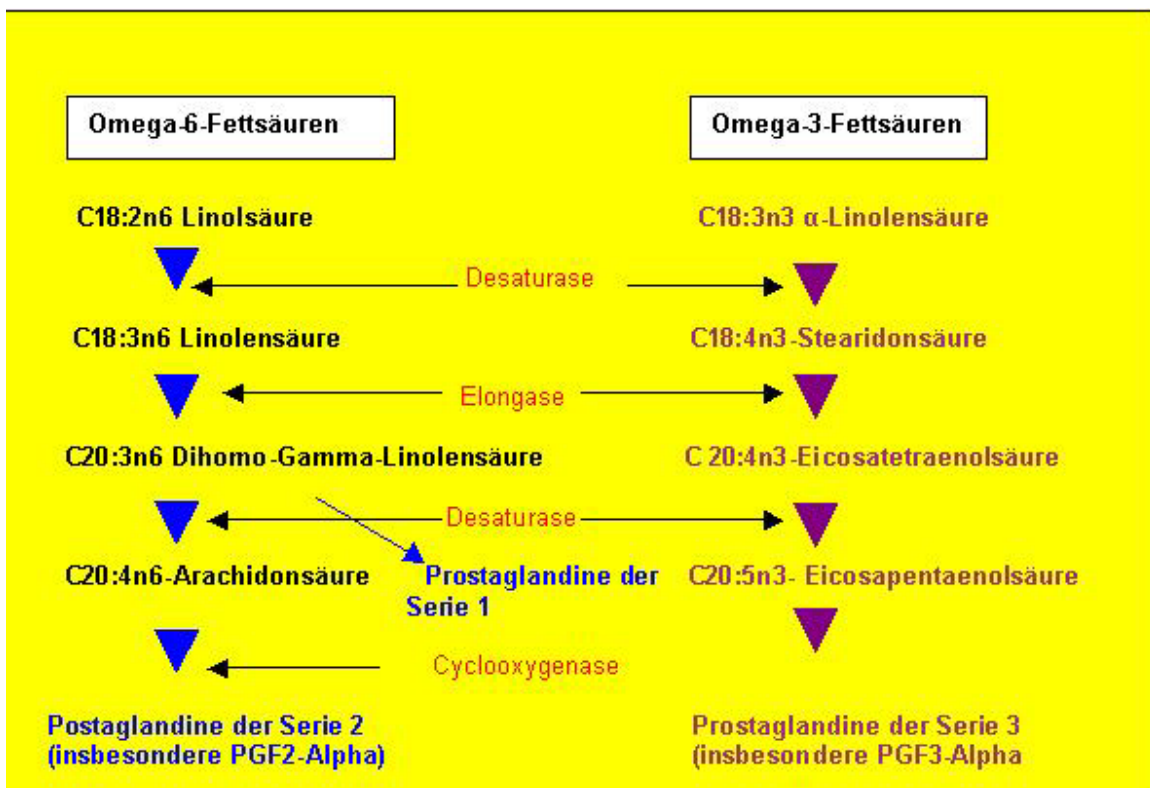 Omega-6-Fettsäuren
Omega-3-Fettsäuren
C18:2n6 Linolsäure
C18:3n3 α-Linolensäure
Desaturase
C18:3n6 Linolensäure
C18:4n3-Stearidonsäure
Elongase
C20:3n6 Dihomo-Gamma-Linolensäure
C 20:4n3-Eicosatetraenolsäure
Desaturase
C20:4n6-Arachidonsäure
Prostaglandine der
Serie 1
C20:5n3- Eicosapentaenolsäure
Cyclooxygenase
Postaglandine der Serie 2
(insbesondere PGF2-Alpha)
Prostaglandine der Serie 3
(insbesondere PGF3-Alpha